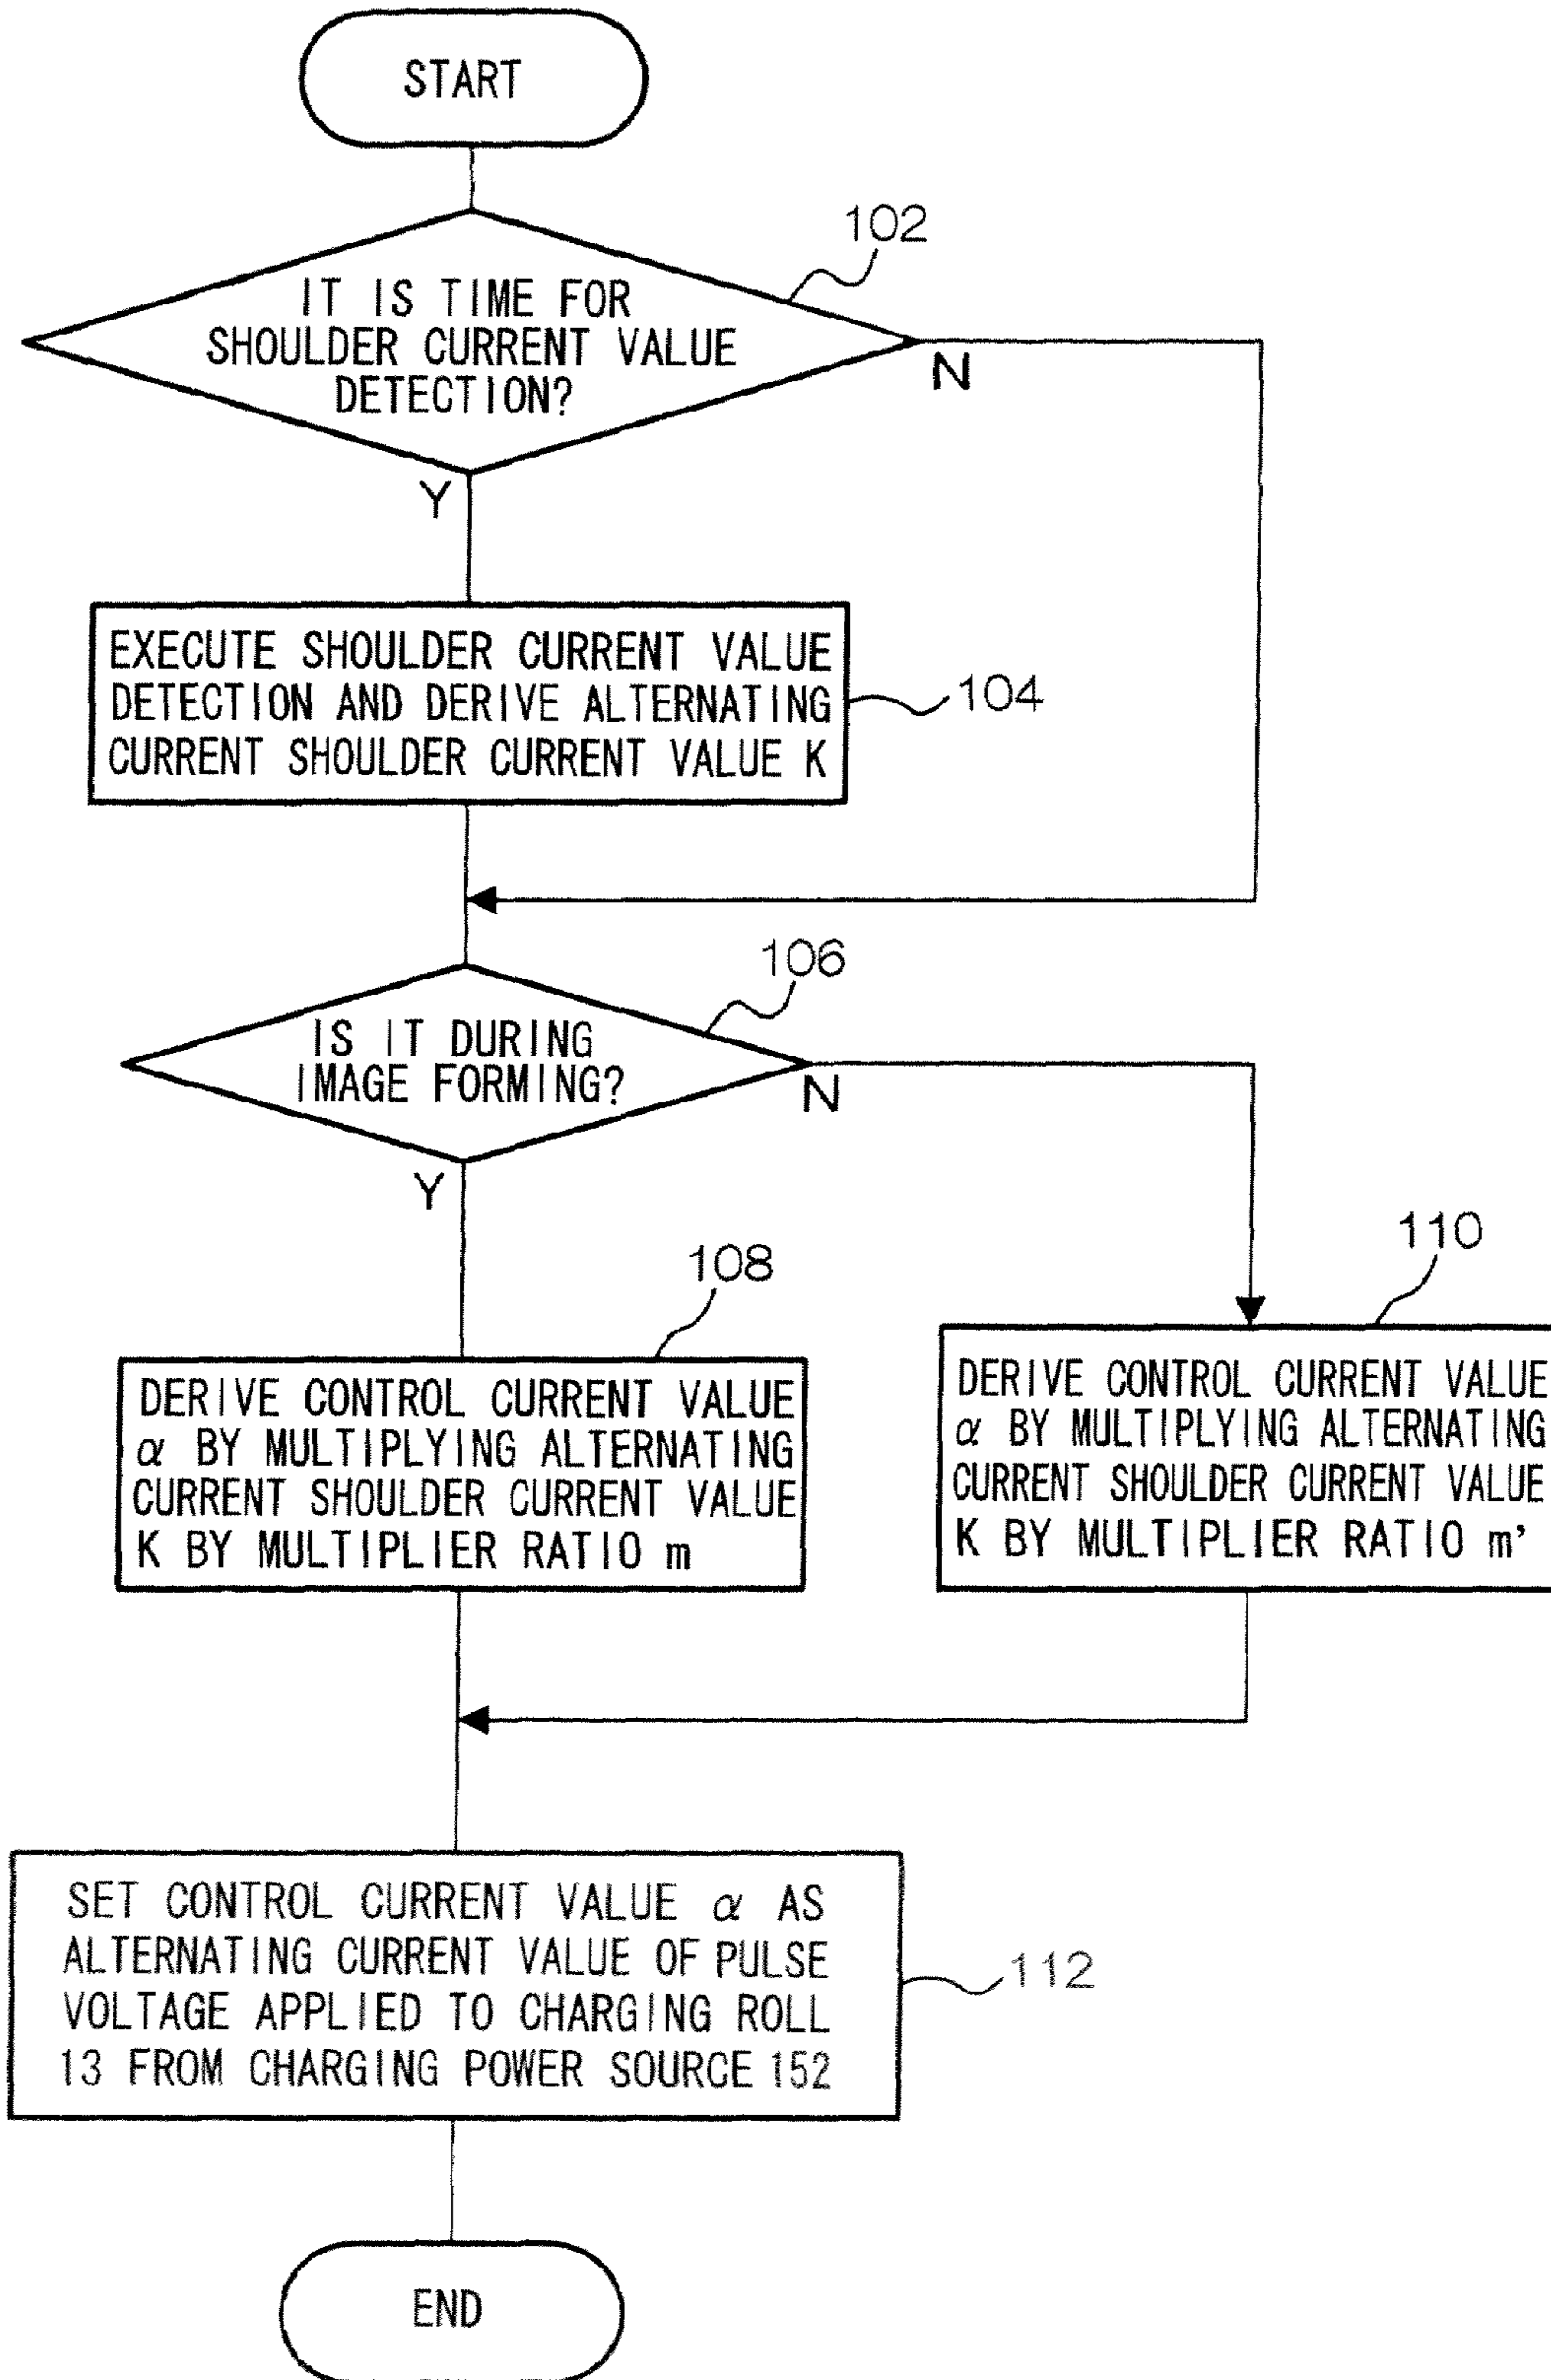 START
102
IT IS TIME FOR
SHOULDER CURRENT VALUE
DETECTION?
N
Y
EXECUTE SHOULDER CURRENT VALUE
DETECTION AND DERIVE ALTERNATING
CURRENT SHOULDER CURRENT VALUE K
104
106
IS IT DURING
IMAGE FORMING?
N
Y
108
110
DERIVE CONTROL CURRENT VALUE
α BY MULTIPLYING ALTERNATING
CURRENT SHOULDER CURRENT VALUE
K BY MULTIPLIER RATIO m
DERIVE CONTROL CURRENT VALUE
α BY MULTIPLYING ALTERNATING
CURRENT SHOULDER CURRENT VALUE
K BY MULTIPLIER RATIO m'
SET CONTROL CURRENT VALUE α AS
ALTERNATING CURRENT VALUE OF PULSE
VOLTAGE APPLIED TO CHARGING ROLL
13 FROM CHARGING POWER SOURCE 152
112
END